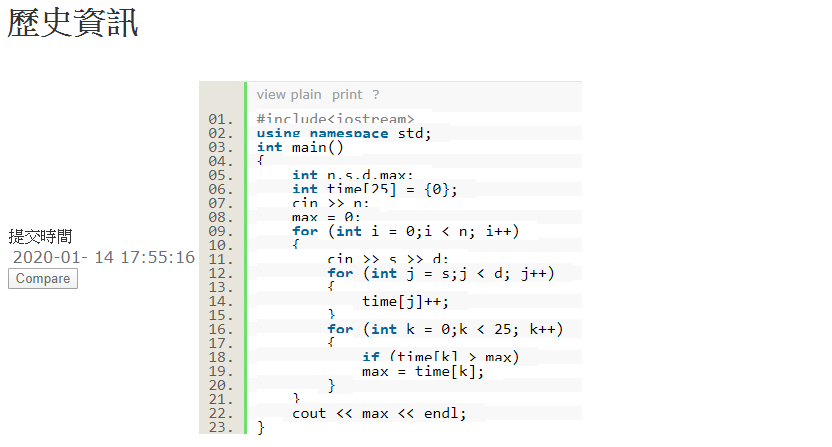 歷史資訊
提交時間
2020-01- 14 17:55:16
Compare
view plain print ?
01. #include<iostream>
02. using namespace std;
03. int main()
04. {
05. int n,s,d,max;
06. int time[25] = {0};
07. cin >> n;
08. max = 0;
09. for (int i = 0;i < n; i++)
10. {
11. cin >> s >> d;
12. for (int j = s;j < d; j++)
13. {
14. time[j]++;
15. }
16. for (int k = 0;k < 25; k++)
17. {
18. if (time[k] > max)
19. max = time[k];
20. }
21. }
22. cout << max << endl;
23. }